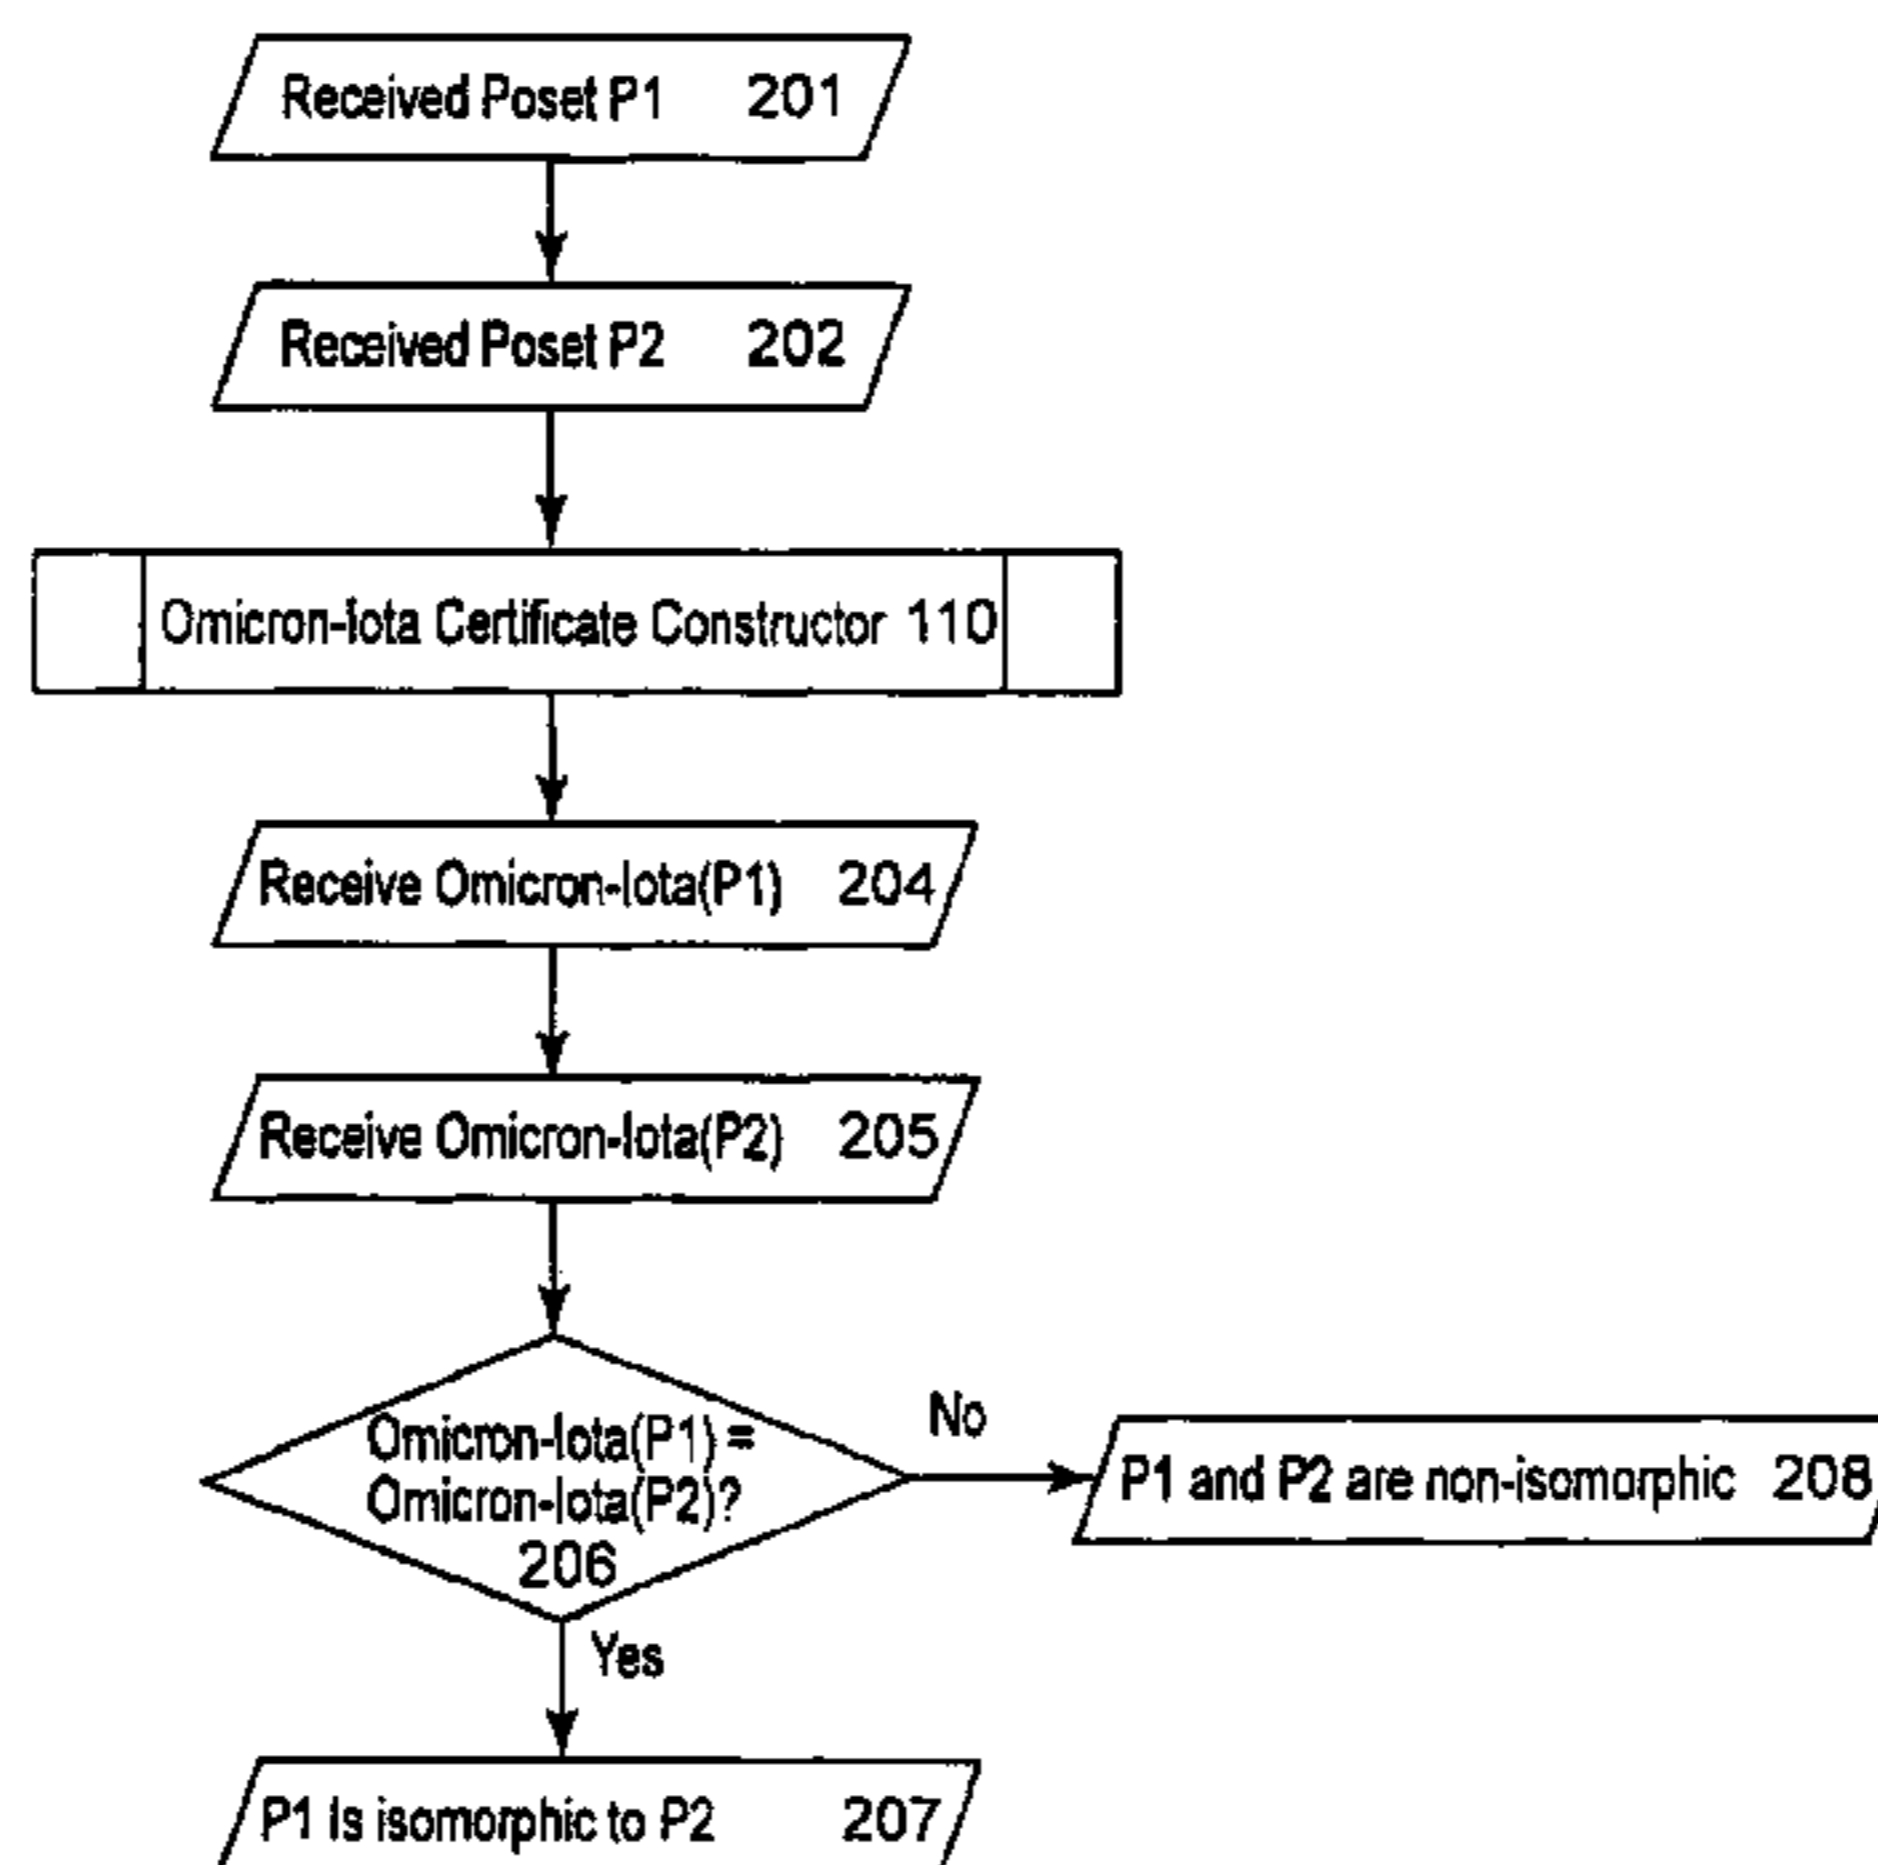 Received Poset P1 201
Received Poset P2 202
Omicron-Iota Certificate Constructor 110
Receive Omicron-Iota(P1) 204
Receive Omicron-Iota(P2) 205
Omicron-Iota(P1) =
Omicron-Iota(P2)?
206
No
P1 and P2 are non-isomorphic 208
Yes
P1 Is isomorphic to P2 207